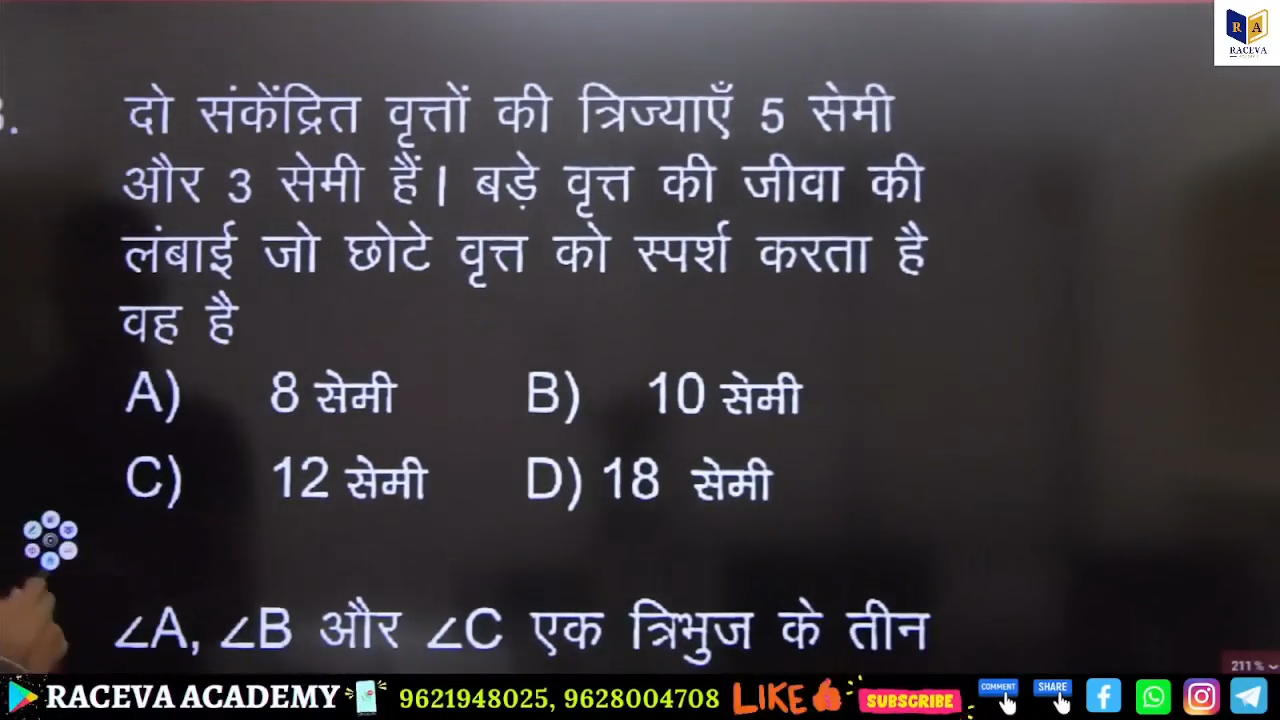 RACEVA
दो संकेंद्रित वृत्तों की त्रिज्याएँ 5 सेमी
और 3 सेमी हैं। बड़े वृत्त की जीवा की
लंबाई जो छोटे वृत्त को स्पर्श करता है
वह है
A) 8 सेमी B) 10 सेमी
C) 12 सेमी D) 18 सेमी
∠A, ∠B और ∠C एक त्रिभुज के तीन
211 %
RACEVA ACADEMY 9621948025, 9628004708 LIKE SUBSCRIBE COMMENT SHARE